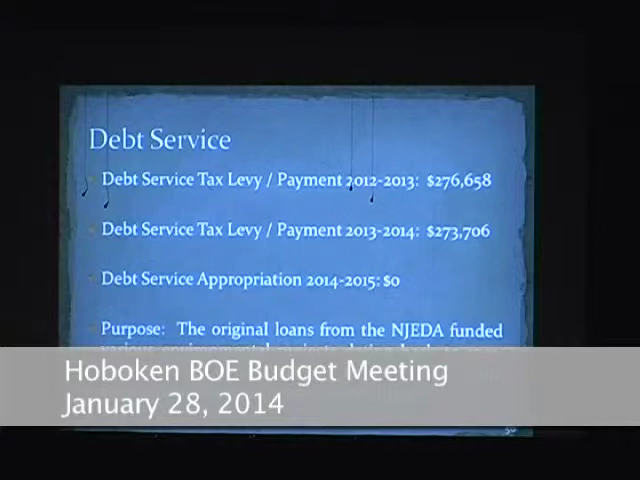 Debt Service
Debt Service Tax Levy / Payment 2012-2013: $276,658
Debt Service Tax Levy / Payment 2013-2014: $273,706
Debt Service Appropriation 2014-2015: $0
Purpose: The original loans from the NJEDA funded
Hoboken BOE Budget Meeting
January 28, 2014